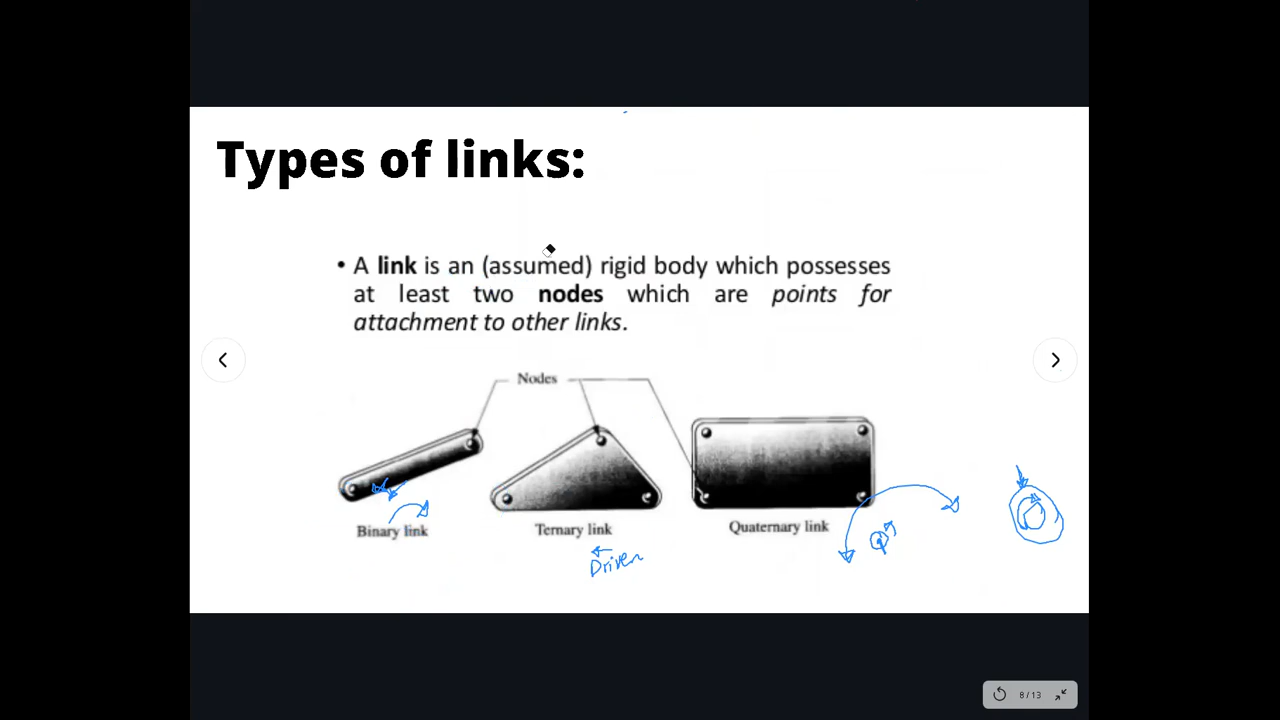 Types of links:
• A link is an (assumed) rigid body which possesses
at least two nodes which are points for
attachment to other links.
Nodes
Binary link
Ternary link
Quaternary link
Driven
8 / 13